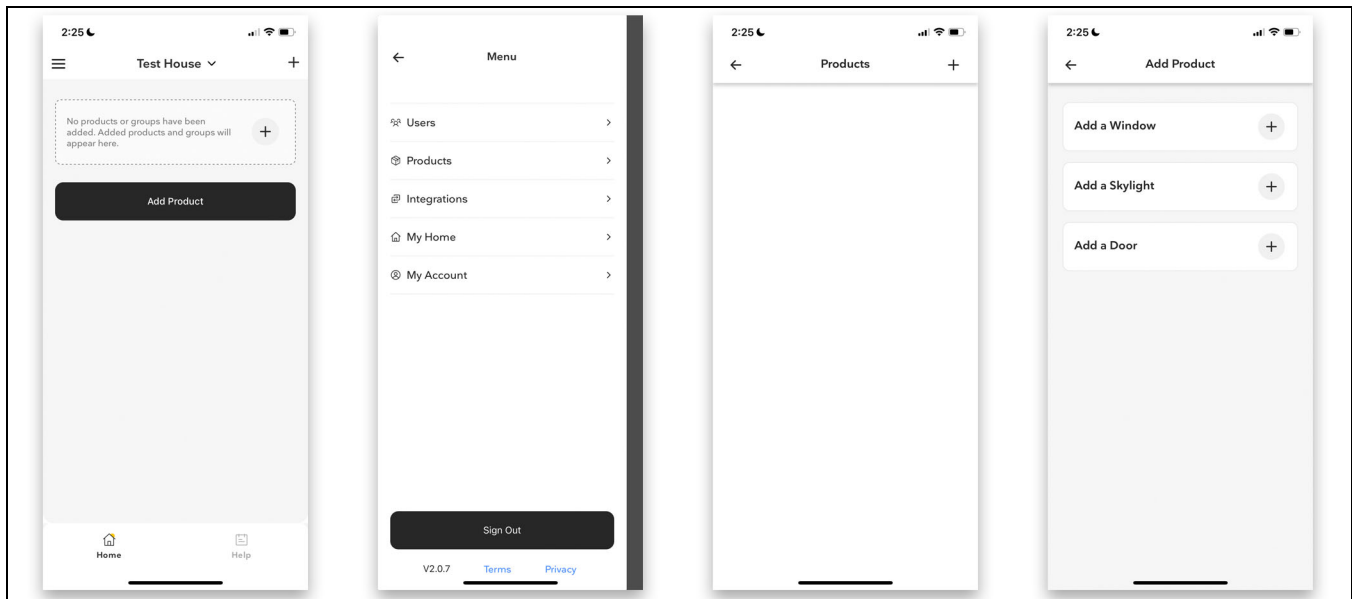 2:25
Test House
No products or groups have been
added. Added products and groups will
appear here.
Add Product
Home
Help
Menu
Users
Products
Integrations
My Home
My Account
Sign Out
V2.0.7 Terms Privacy
2:25
Products
2:25
Add Product
Add a Window
Add a Skylight
Add a Door